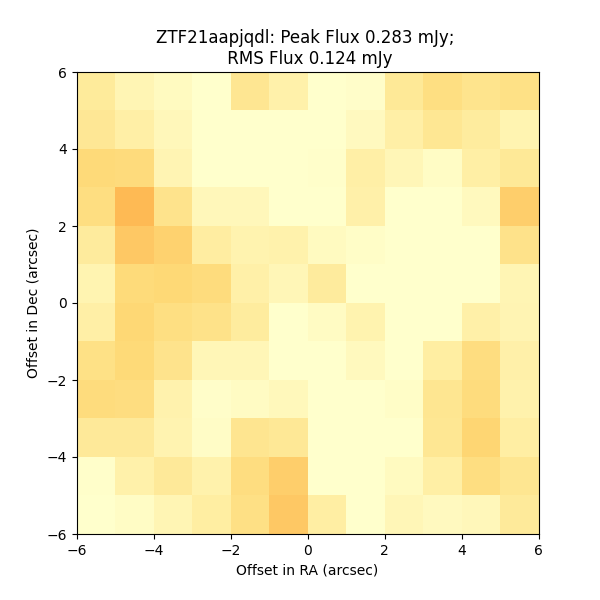 ZTF21aapjqdl: Peak Flux 0.283 mJy;
RMS Flux 0.124 mJy
6
4
2
0
−2
−4
−6
Offset in Dec (arcsec)
−6 −4 −2 0 2 4 6
Offset in RA (arcsec)